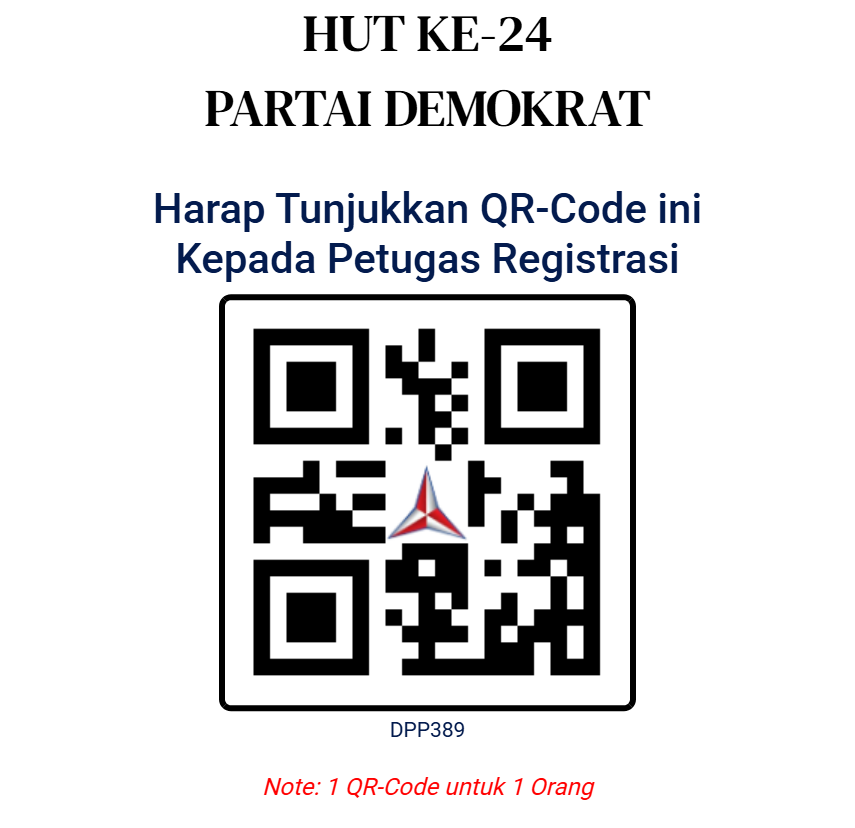 HUT KE-24
PARTAI DEMOKRAT
Harap Tunjukkan QR-Code ini
Kepada Petugas Registrasi
DPP389
Note: 1 QR-Code untuk 1 Orang